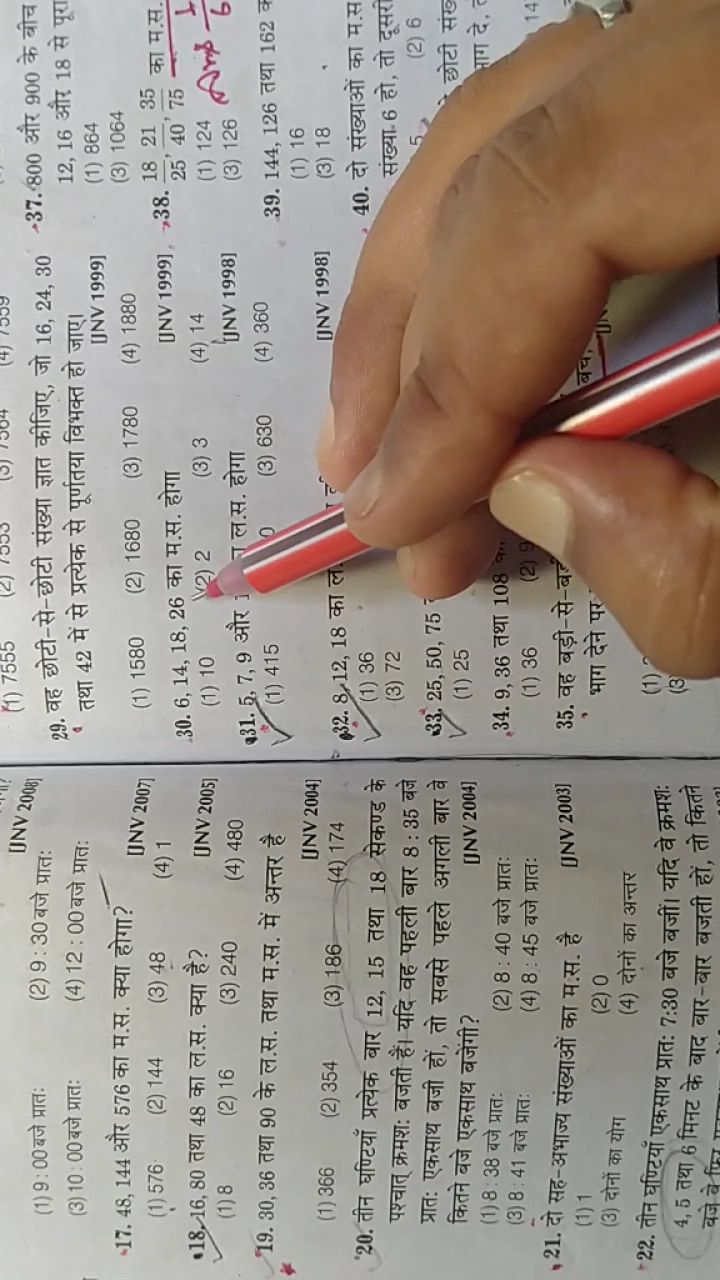 [JNV 2008]
(1) 9 : 00 बजे प्रातः (2) 9 : 30 बजे प्रातः
(3) 10 : 00 बजे प्रातः (4) 12 : 00 बजे प्रातः
17. 48, 144 और 576 का म.स. क्या होगा? [JNV 2007]
(1) 576 (2) 144 (3) 48 (4) 1
18. 16, 80 तथा 48 का ल.स. क्या है? [JNV 2005]
(1) 8 (2) 16 (3) 240 (4) 480
19. 30, 36 तथा 90 के ल.स. तथा म.स. में अन्तर है
[JNV 2004]
(1) 366 (2) 354 (3) 186 (4) 174
20. तीन घण्टियाँ प्रत्येक बार 12, 15 तथा 18 सेकण्ड के
पश्चात् क्रमशः बजती हैं। यदि वह पहली बार 8 : 35 बजे
प्रातः एकसाथ बजी हों, तो सबसे पहले अगली बार वे
कितने बजे एकसाथ बजेंगी? [JNV 2004]
(1) 8 : 38 बजे प्रातः (2) 8 : 40 बजे प्रातः
(3) 8 : 41 बजे प्रातः (4) 8 : 45 बजे प्रातः
21. दो सह-अभाज्य संख्याओं का म.स. है [JNV 2003]
(1) 1 (2) 0
(3) दोनों का योग (4) दोनों का अन्तर
22. तीन घण्टियाँ एकसाथ प्रातः 7:30 बजे बजीं। यदि वे क्रमशः
4, 5 तथा 6 मिनट के बाद बार-बार बजती हों, तो कितने
(1) 7555 (2) 7553 (3) 7564 (4) 7559
29. वह छोटी-से-छोटी संख्या ज्ञात कीजिए, जो 16, 24, 30
तथा 42 में से प्रत्येक से पूर्णतया विभक्त हो जाए।
[JNV 1999]
(1) 1580 (2) 1680 (3) 1780 (4) 1880
30. 6, 14, 18, 26 का म.स. होगा [JNV 1999]
(1) 10 (2) 2 (3) 3 (4) 14
31. 5, 7, 9 और ल.स. होगा [JNV 1998]
(1) 415 (3) 630 (4) 360
32. 8, 12, 18 का ल. [JNV 1998]
(1) 36
(3) 72
33. 25, 50, 75
(1) 25
34. 9, 36 तथा 108
(1) 36 (2)
35. वह बड़ी-से-
भाग देने पर बचे,
(1)
(3)
37. 800 और 900 के बीच
12, 16 और 18 से
(1) 864
(3) 1064
38. 18/25, 21/40, 35/75 का म.स.
(1) 124
(3) 126
Ans 1/6
39. 144, 126 तथा 162
(1) 16
(3) 18
40. दो संख्याओं का म.स
संख्या 6 हो, तो दूसरी
(2) 6